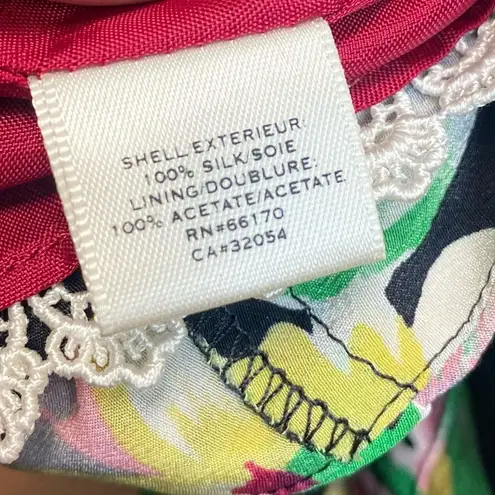 SHELL/EXTERIEUR:
100% SILK/SOIE
LINING/DOUBLURE:
100% ACETATE/ACETATE
RN#66170
CA#32054